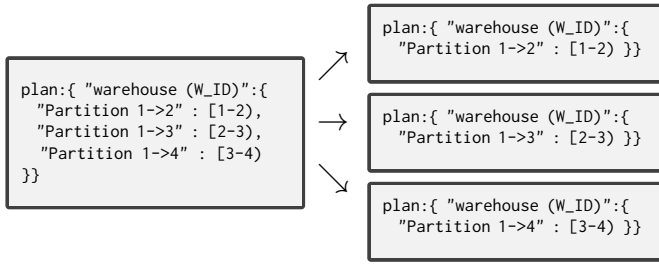 plan:{ "warehouse (W_ID)":{
"Partition 1->2" : [1-2),
"Partition 1->3" : [2-3),
"Partition 1->4" : [3-4)
}}
plan:{ "warehouse (W_ID)":{
"Partition 1->2" : [1-2) }}
plan:{ "warehouse (W_ID)":{
"Partition 1->3" : [2-3) }}
plan:{ "warehouse (W_ID)":{
"Partition 1->4" : [3-4) }}